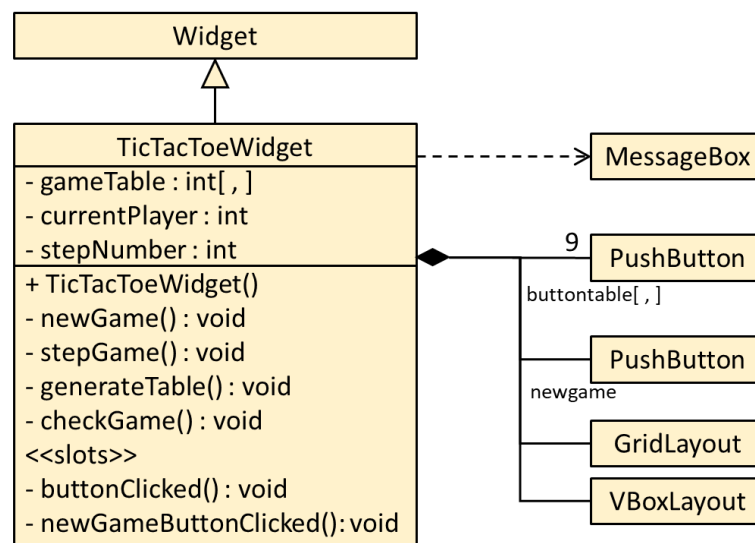 Widget
TicTacToeWidget
- gameTable : int[ , ]
- currentPlayer : int
- stepNumber : int
+ TicTacToeWidget()
- newGame() : void
- stepGame() : void
- generateTable() : void
- checkGame() : void
<<slots>>
- buttonClicked() : void
- newGameButtonClicked(): void
MessageBox
9
PushButton
buttontable[ , ]
PushButton
newgame
GridLayout
VBoxLayout